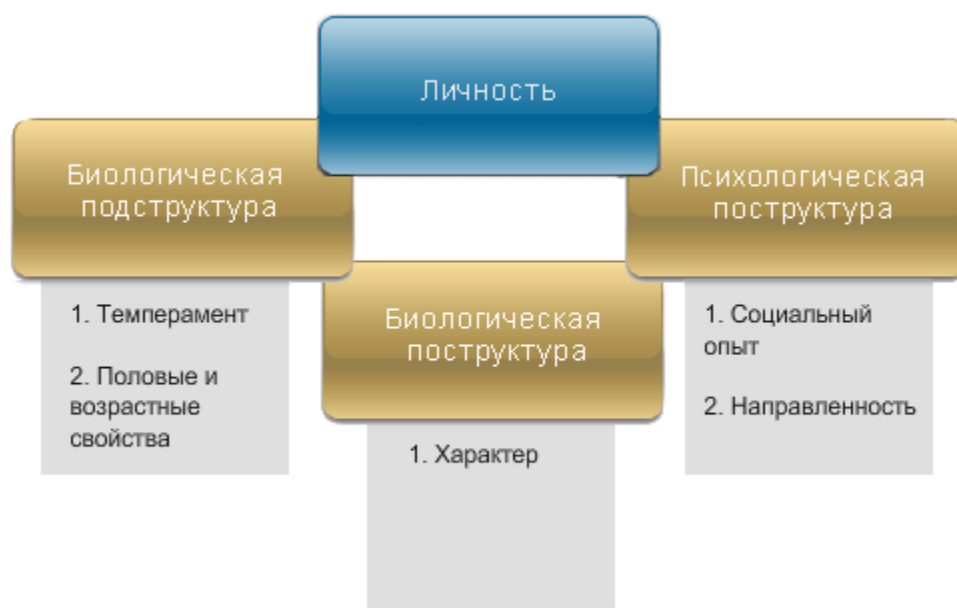 Личность
Биологическая
подструктура
Психологическая
поструктура
1. Темперамент
2. Половые и
возрастные
свойства
Биологическая
поструктура
1. Характер
1. Социальный
опыт
2. Направленность